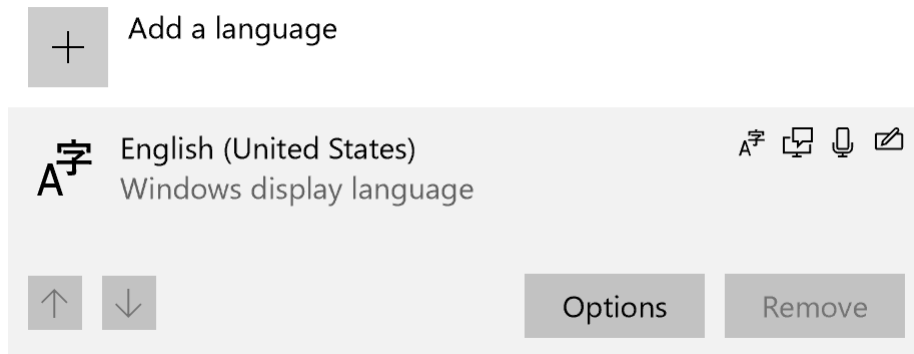 Add a language
English (United States)
Windows display language
Options
Remove